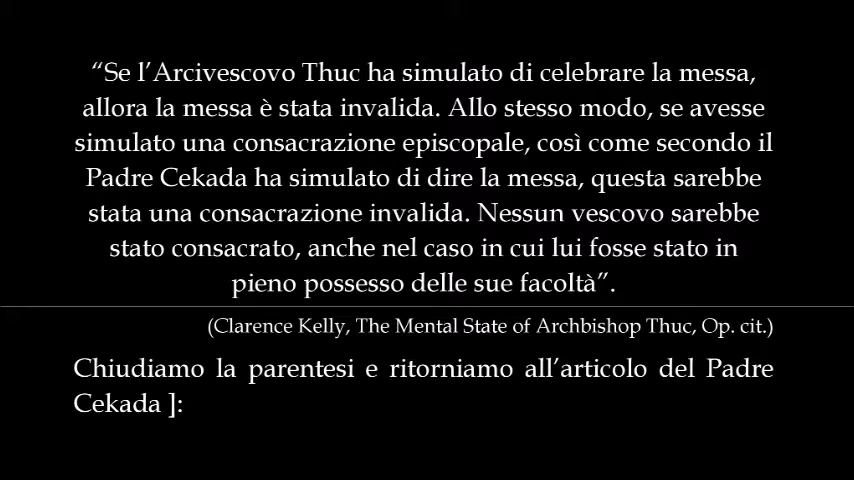 “Se l’Arcivescovo Thuc ha simulato di celebrare la messa,
allora la messa è stata invalida. Allo stesso modo, se avesse
simulato una consacrazione episcopale, così come secondo il
Padre Cekada ha simulato di dire la messa, questa sarebbe
stata una consacrazione invalida. Nessun vescovo sarebbe
stato consacrato, anche nel caso in cui lui fosse stato in
pieno possesso delle sue facoltà”.
(Clarence Kelly, The Mental State of Archbishop Thuc, Op. cit.)
Chiudiamo la parentesi e ritorniamo all’articolo del Padre
Cekada ]: